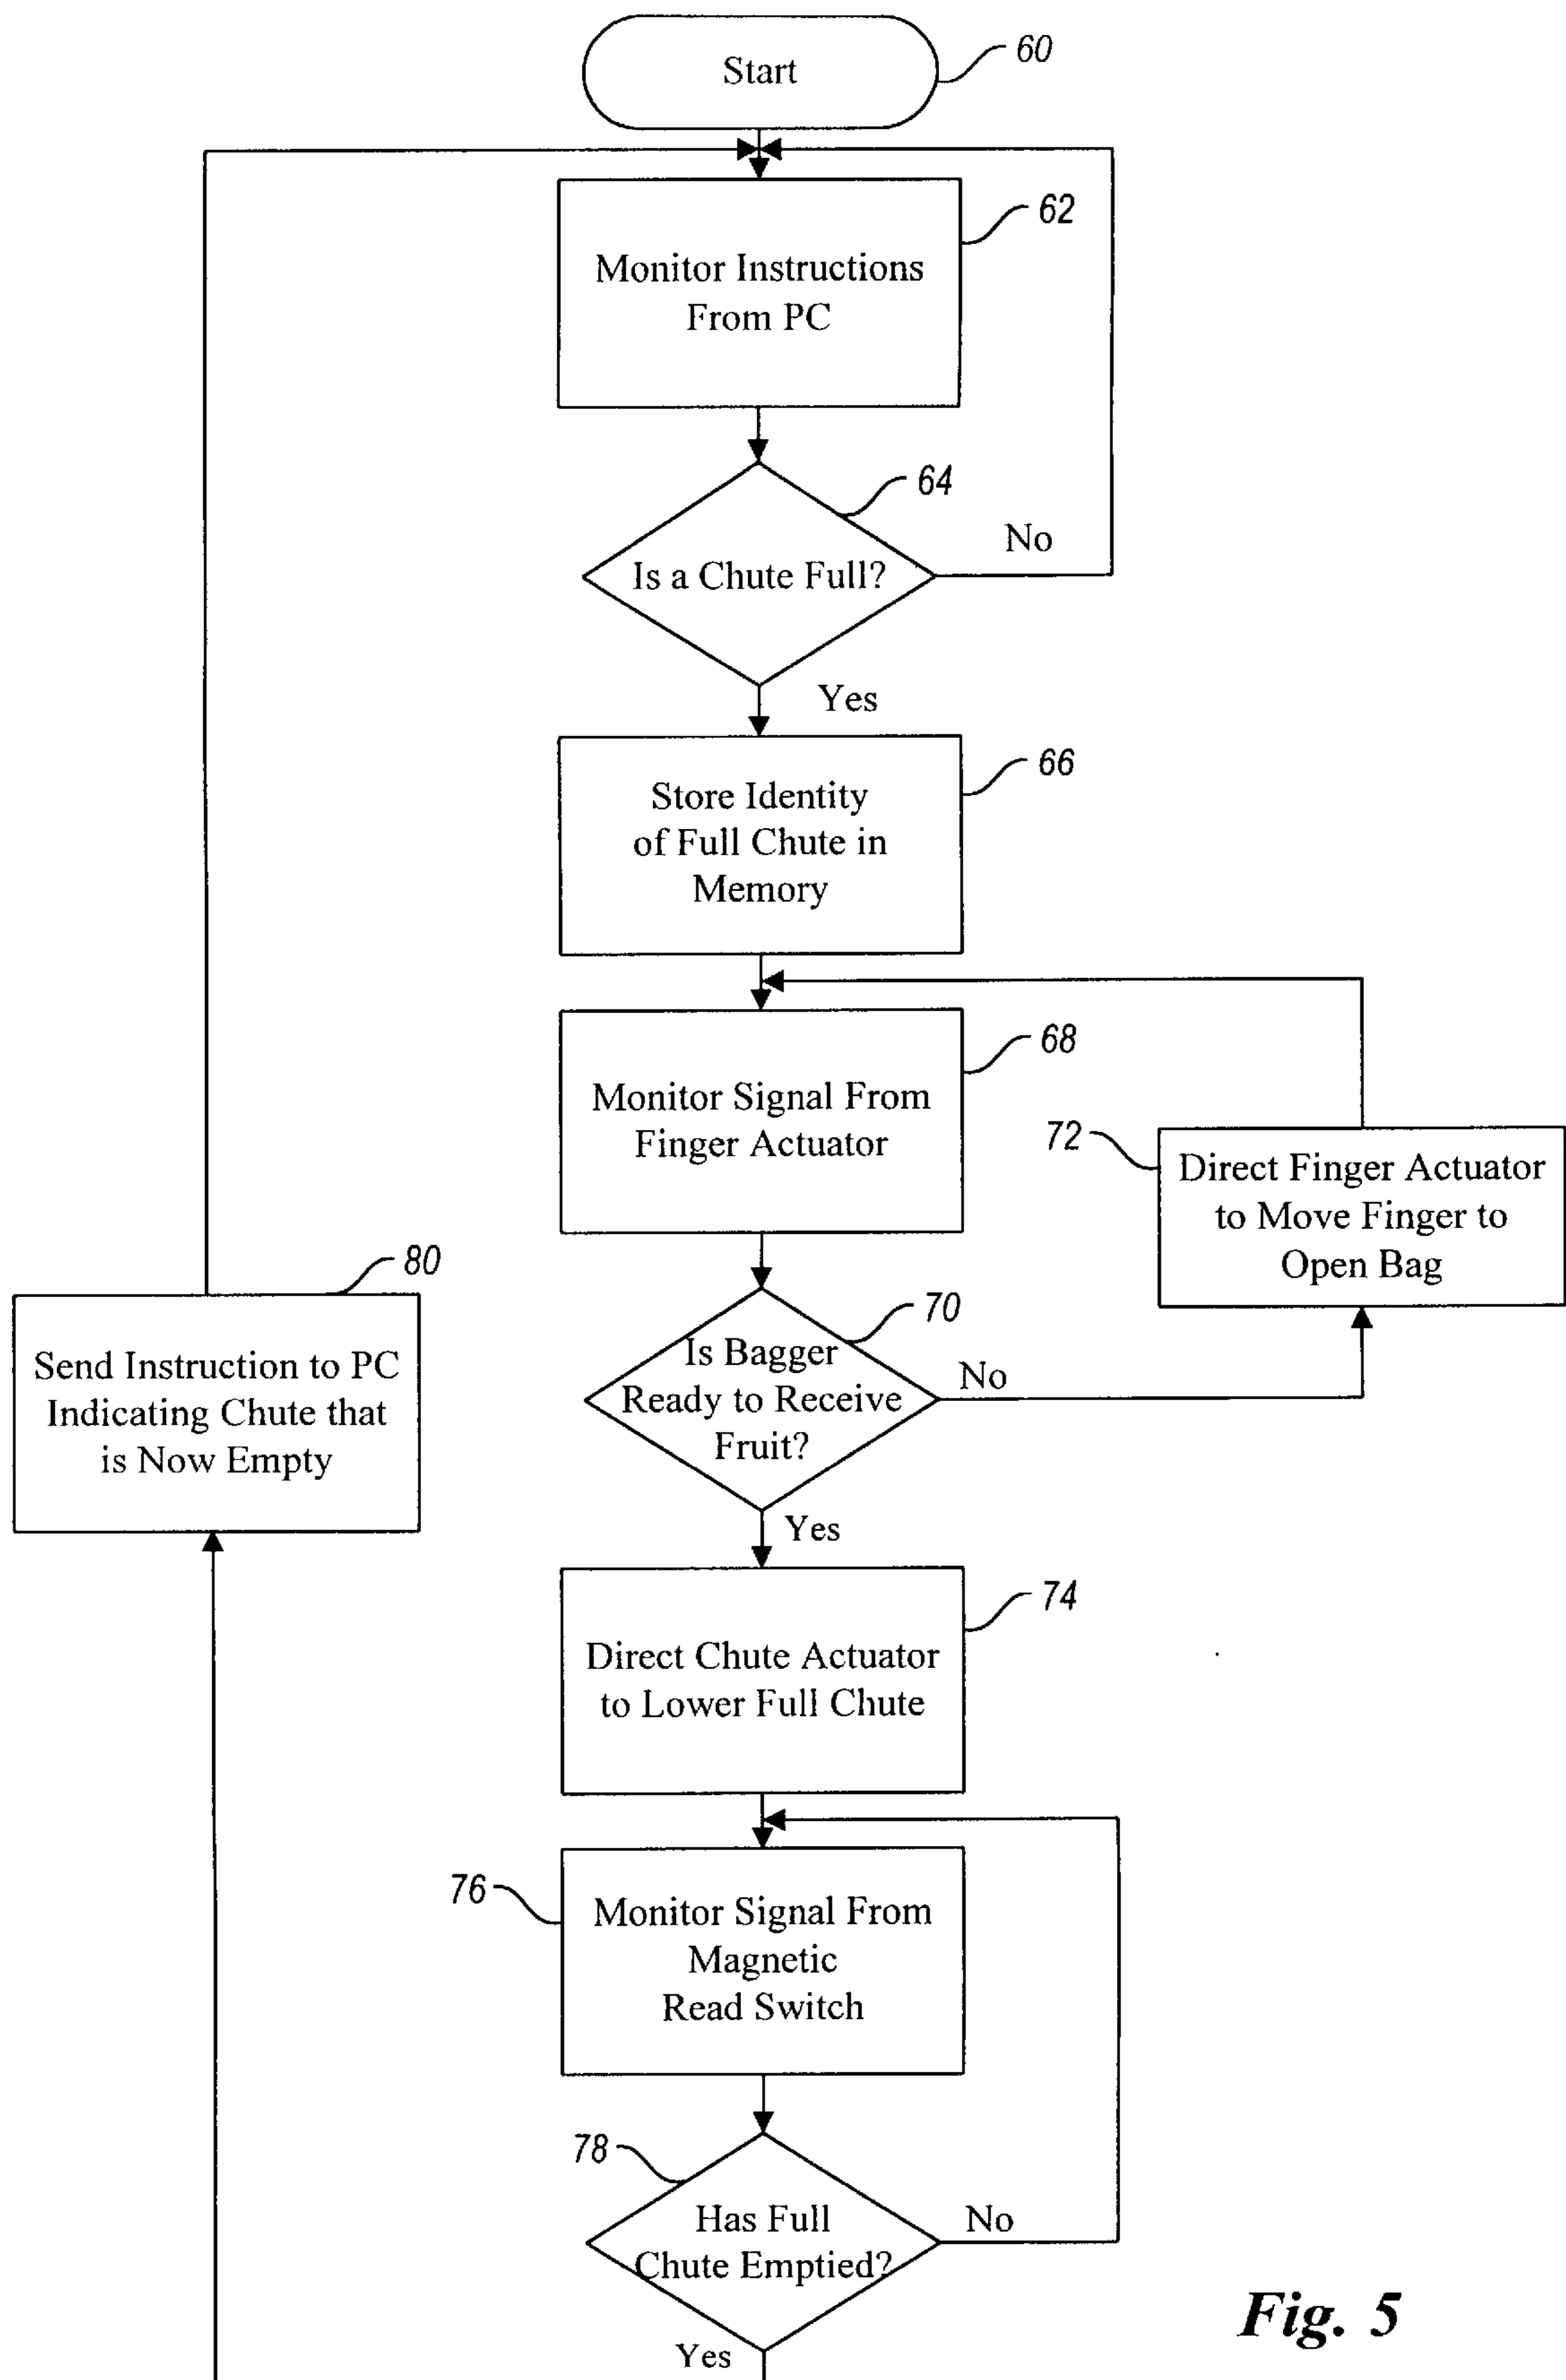 Start
60
Monitor Instructions
From PC
62
Is a Chute Full?
64
No
Yes
Store Identity
of Full Chute in
Memory
66
Monitor Signal From
Finger Actuator
68
Direct Finger Actuator
to Move Finger to
Open Bag
72
Is Bagger
Ready to Receive
Fruit?
70
No
Yes
Send Instruction to PC
Indicating Chute that
is Now Empty
80
Direct Chute Actuator
to Lower Full Chute
74
Monitor Signal From
Magnetic
Read Switch
76
Has Full
Chute Emptied?
78
No
Yes
Fig. 5